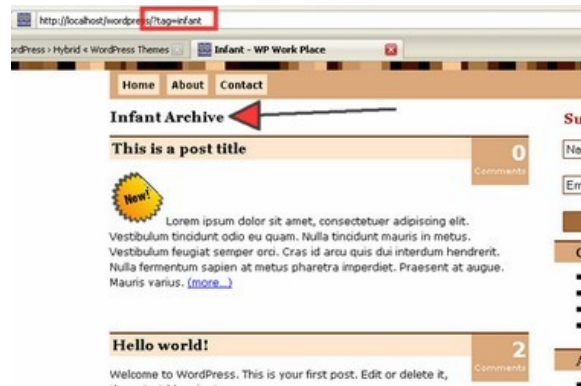 http://localhost/wordpress/?tag=infant
rdPress › Hybrid « WordPress Themes
Infant - WP Work Place
Home About Contact
Infant Archive
Su
This is a post title
0
Comments
Na
New!
Em
Lorem ipsum dolor sit amet, consectetuer adipiscing elit.
Vestibulum tincidunt odio eu quam. Nulla tincidunt mauris in metus.
Vestibulum feugiat semper orci. Cras id arcu quis dui interdum hendrerit.
Nulla fermentum sapien at metus pharetra imperdiet. Praesent at augue.
Mauris varius. (more...)
Hello world!
2
Comments
Welcome to WordPress. This is your first post. Edit or delete it,